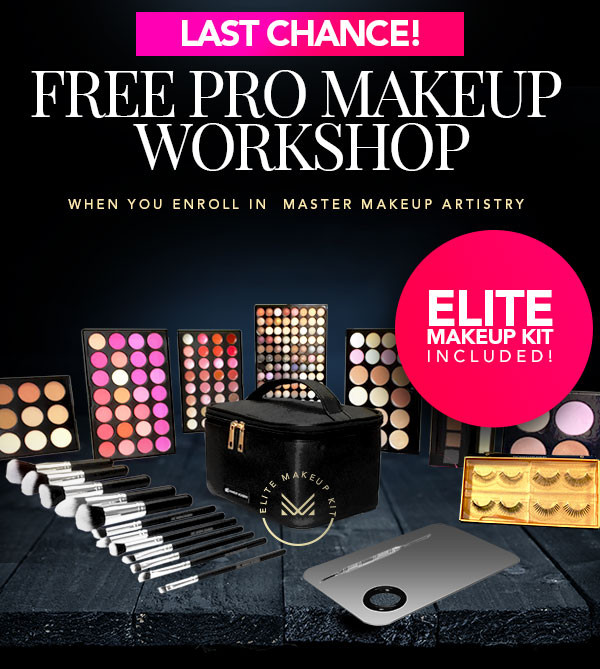 LAST CHANCE!
FREE PRO MAKEUP
WORKSHOP
WHEN YOU ENROLL IN MASTER MAKEUP ARTISTRY
ELITE
MAKEUP KIT
INCLUDED!
ELITE MAKEUP KIT